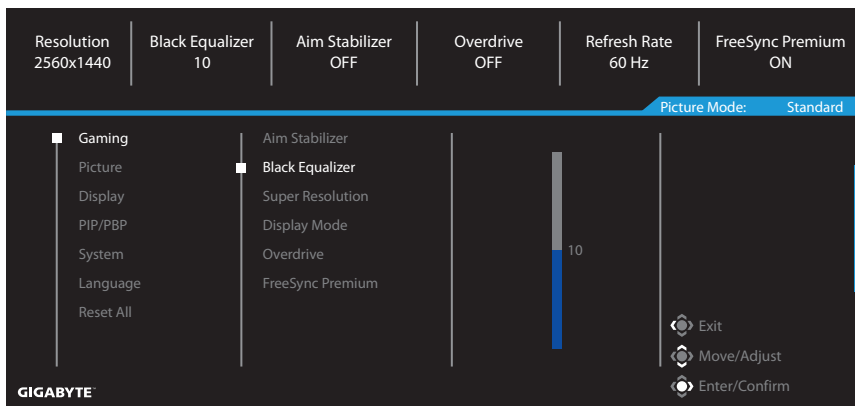 Resolution
2560x1440
Black Equalizer
10
Aim Stabilizer
OFF
Overdrive
OFF
Refresh Rate
60 Hz
FreeSync Premium
ON
Picture Mode: Standard
Gaming
Picture
Display
PIP/PBP
System
Language
Reset All
Aim Stabilizer
Black Equalizer
Super Resolution
Display Mode
Overdrive
FreeSync Premium
10
Exit
Move/Adjust
Enter/Confirm
GIGABYTE™